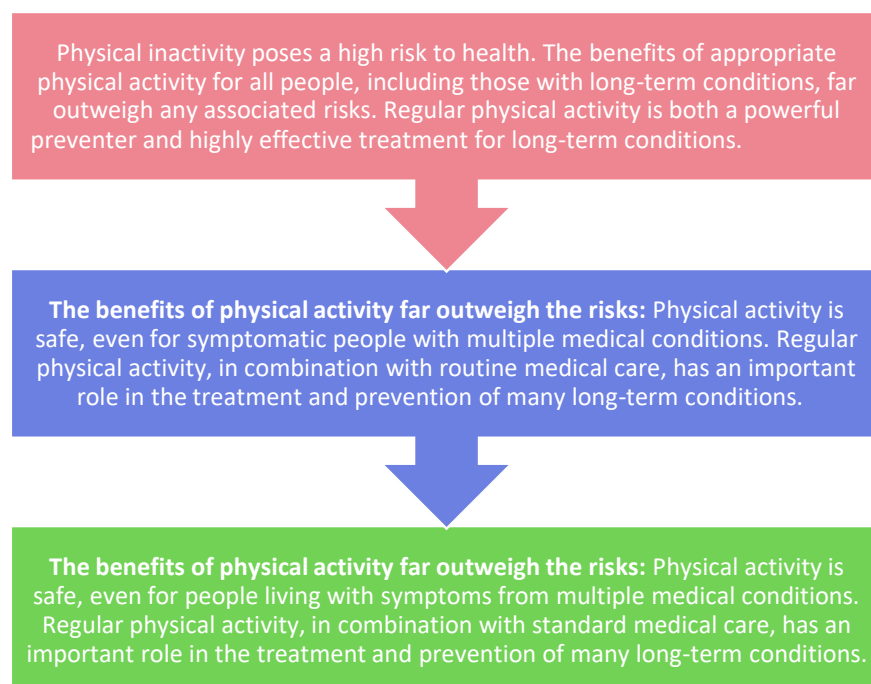 Physical inactivity poses a high risk to health. The benefits of appropriate
physical activity for all people, including those with long-term conditions, far
outweigh any associated risks. Regular physical activity is both a powerful
preventer and highly effective treatment for long-term conditions.
The benefits of physical activity far outweigh the risks: Physical activity is
safe, even for symptomatic people with multiple medical conditions. Regular
physical activity, in combination with routine medical care, has an important
role in the treatment and prevention of many long-term conditions.
The benefits of physical activity far outweigh the risks: Physical activity is
safe, even for people living with symptoms from multiple medical conditions.
Regular physical activity, in combination with standard medical care, has an
important role in the treatment and prevention of many long-term conditions.